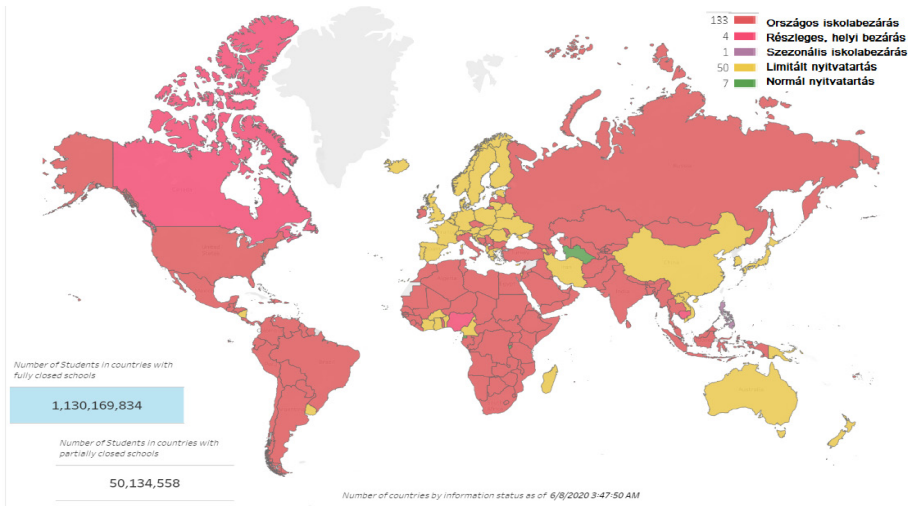 133 Országos iskolabezárás
4 Részleges, helyi bezárás
1 Szezonális iskolabezárás
50 Limitált nyitvatartás
7 Normál nyitvatartás
Number of Students in countries with
fully closed schools
1,130,169,834
Number of Students in countries with
partially closed schools
50,134,558
Number of countries by information status as of 6/8/2020 3:47:50 AM